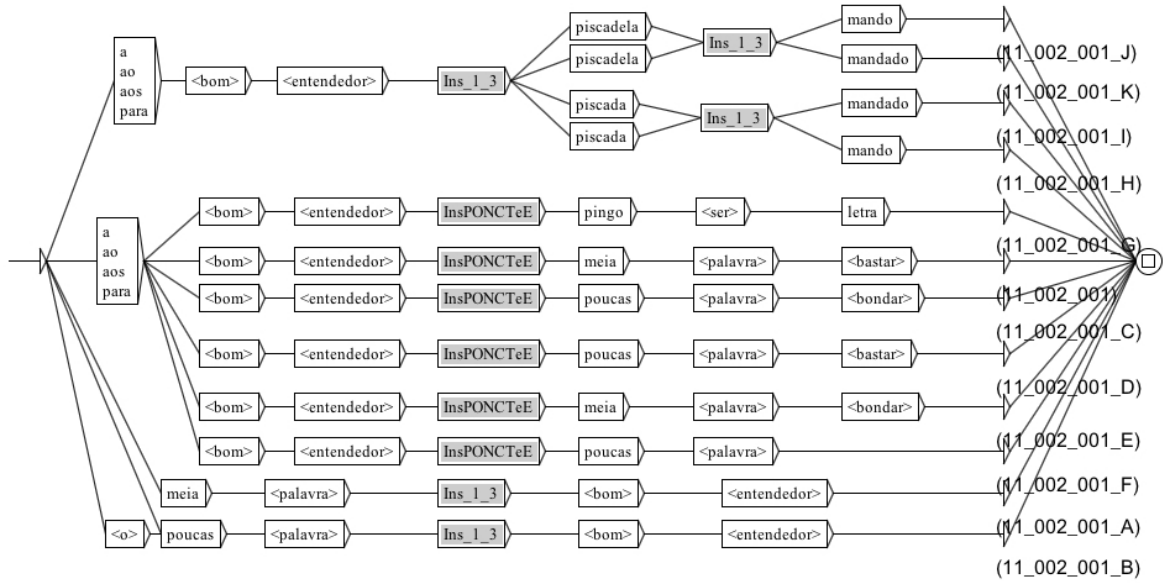 piscadela
mando
(11_002_001_J)
a
ao
aos
para
<bom>
<entendedor>
Ins_1_3
piscadela
Ins_1_3
mandado
(11_002_001_K)
piscada
mandado
(11_002_001_I)
piscada
Ins_1_3
mando
(11_002_001_H)
a
ao
aos
para
<bom> <entendedor> InsPONCTeE pingo <ser> letra
(11_002_001_G)
<bom> <entendedor> InsPONCTeE meia <palavra> <bastar>
(11_002_001)
<bom> <entendedor> InsPONCTeE poucas <palavra> <bondar>
(11_002_001_C)
<bom> <entendedor> InsPONCTeE poucas <palavra> <bastar>
(11_002_001_D)
<bom> <entendedor> InsPONCTeE meia <palavra> <bondar>
(11_002_001_E)
<bom> <entendedor> InsPONCTeE poucas <palavra>
(11_002_001_F)
meia <palavra> Ins_1_3 <bom> <entendedor>
(11_002_001_A)
<o> poucas <palavra> Ins_1_3 <bom> <entendedor>
(11_002_001_B)